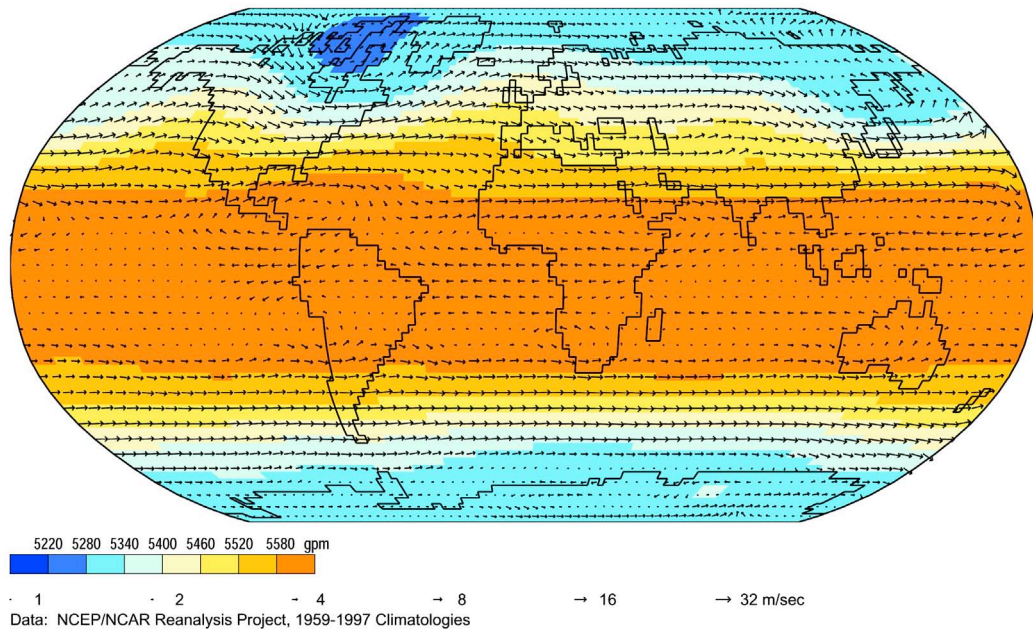 5220 5280 5340 5400 5460 5520 5580 gpm
1 2 4 8 16 32 m/sec
Data: NCEP/NCAR Reanalysis Project, 1959-1997 Climatologies